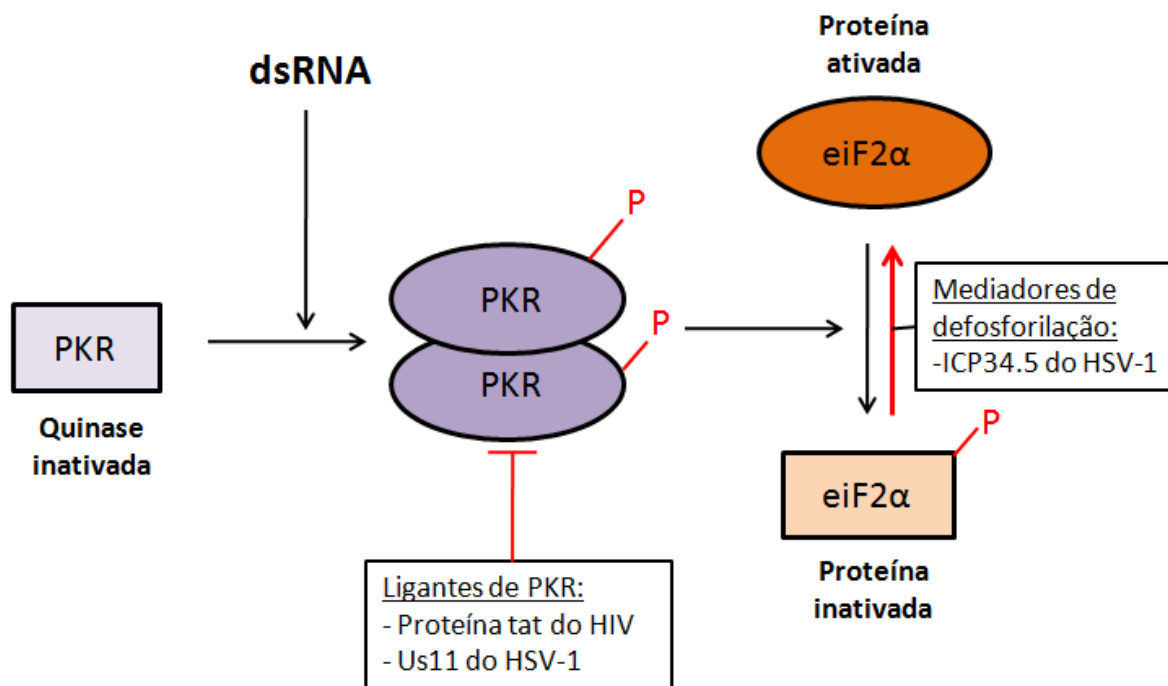 dsRNA
Proteína
ativada
eiF2α
P
PKR
P
PKR
PKR
Quinase
inativada
Mediadores de
defosforilação:
-ICP34.5 do HSV-1
P
eiF2α
Proteína
inativada
Ligantes de PKR:
- Proteína tat do HIV
- Us11 do HSV-1